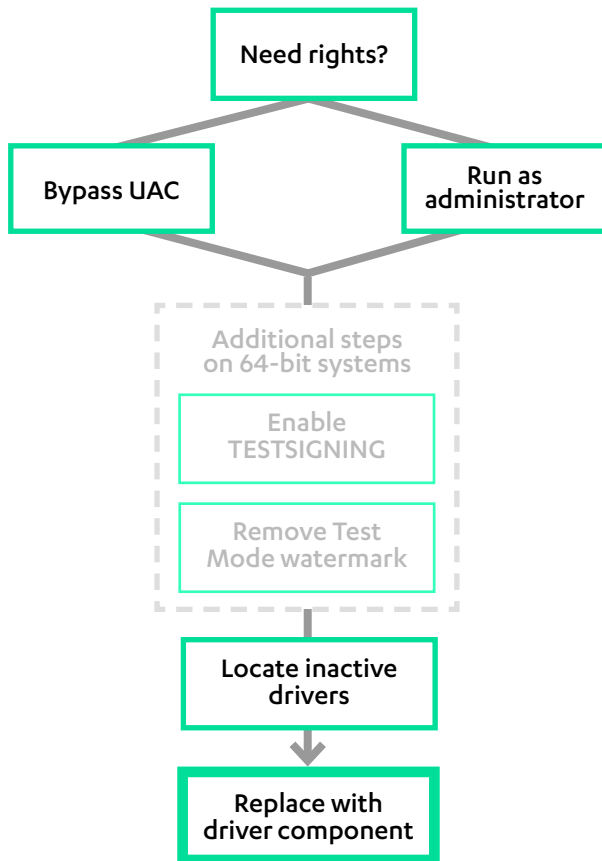 Need rights?
Bypass UAC
Run as
administrator
Additional steps
on 64-bit systems
Enable
TESTSIGNING
Remove Test
Mode watermark
Locate inactive
drivers
Replace with
driver component